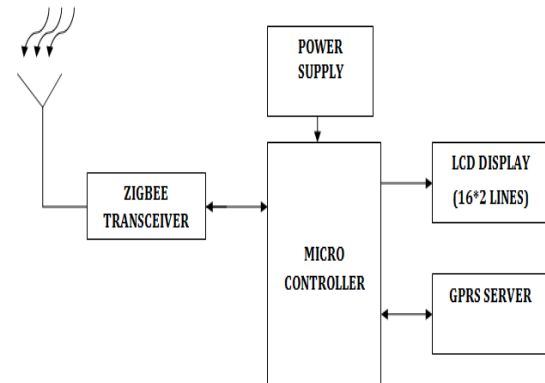 POWER
SUPPLY
LCD DISPLAY
(16*2 LINES)
ZIGBEE
TRANSCEIVER
MICRO
CONTROLLER
GPRS SERVER